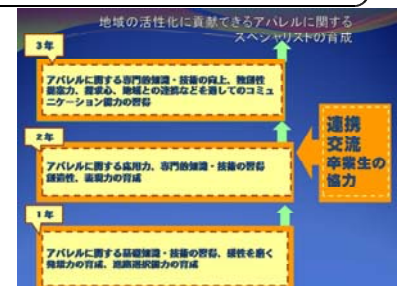 地域の活性化に貢献できるアパレルに関する
スペシャリストの育成
3年
アパレルに関する専門的知識・技術の向上、独創性
提案力、探求心、地域との連携などを通してのコミュ
ニケーション能力の習得
2年
アパレルに関する応用力、専門的知識・技術の習得
創造性、表現力の育成
連携
交流
卒業生の
協力
1年
アパレルに関する基礎知識・技術の習得、感性を磨く
発想力の育成、進路選択能力の育成